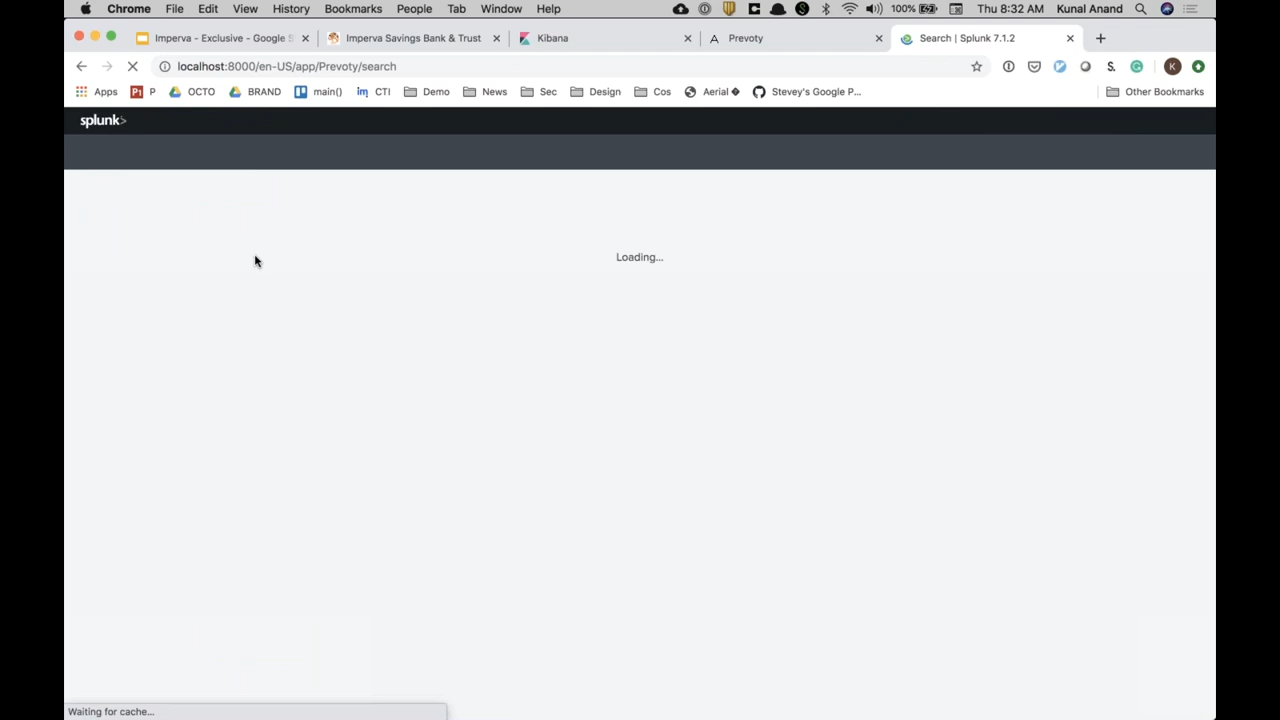 Chrome File Edit View History Bookmarks People Tab Window Help 100% Thu 8:32 AM Kunal Anand
Imperva - Exclusive - Google S Imperva Savings Bank & Trust Kibana Prevoty Search | Splunk 7.1.2
localhost:8000/en-US/app/Prevoty/search
Apps P OCTO BRAND main() CTI Demo News Sec Design Cos Aerial � Stevey's Google P... Other Bookmarks
splunk>
Loading...
Waiting for cache...